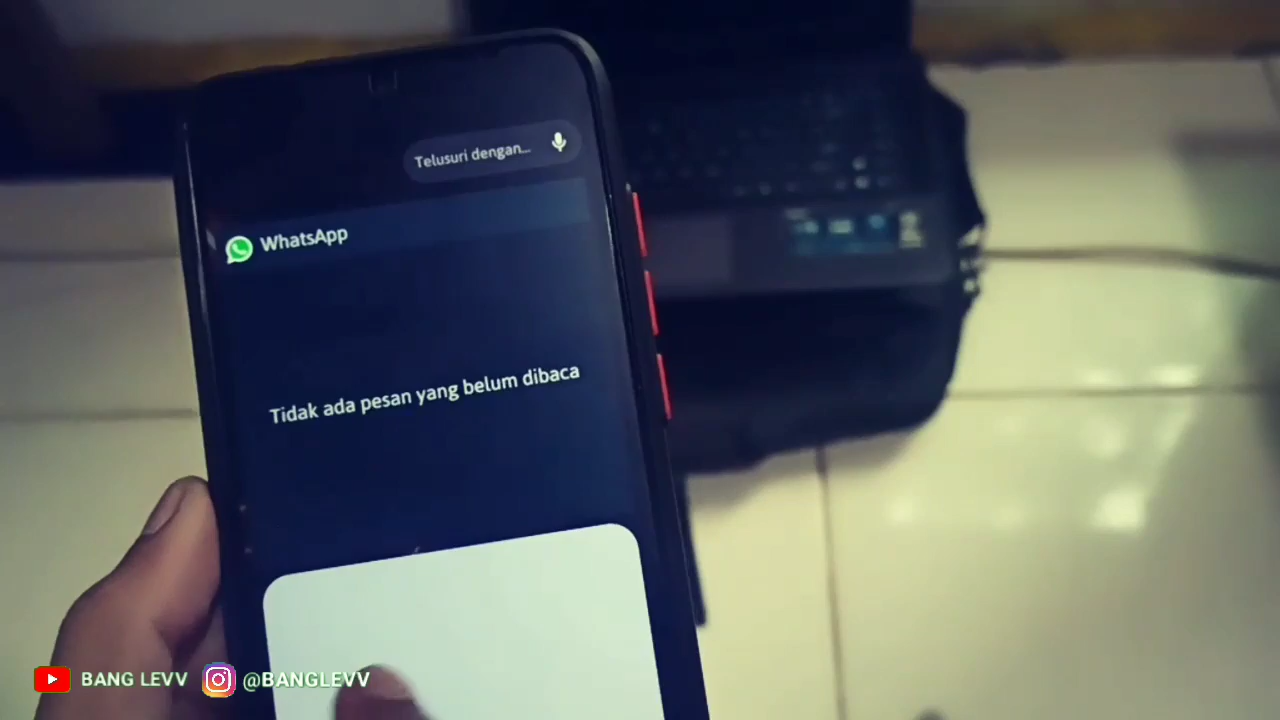 Telusuri dengan...
WhatsApp
Tidak ada pesan yang belum dibaca
BANG LEVV @BANGLEVV